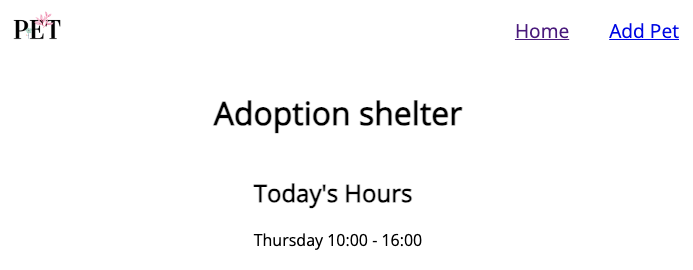 PET
Home Add Pet
Adoption shelter
Today's Hours
Thursday 10:00 - 16:00